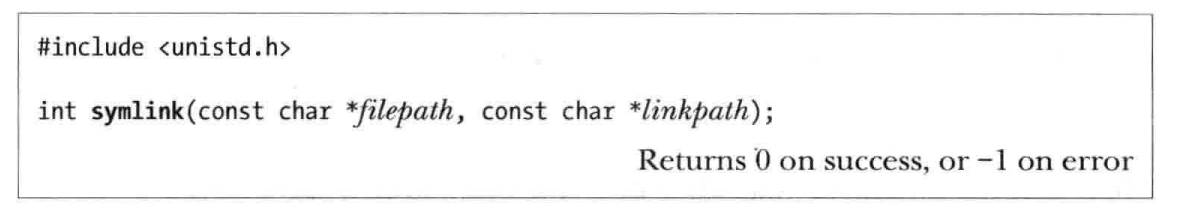 #include <unistd.h>
int symlink(const char *filepath, const char *linkpath);
Returns 0 on success, or −1 on error